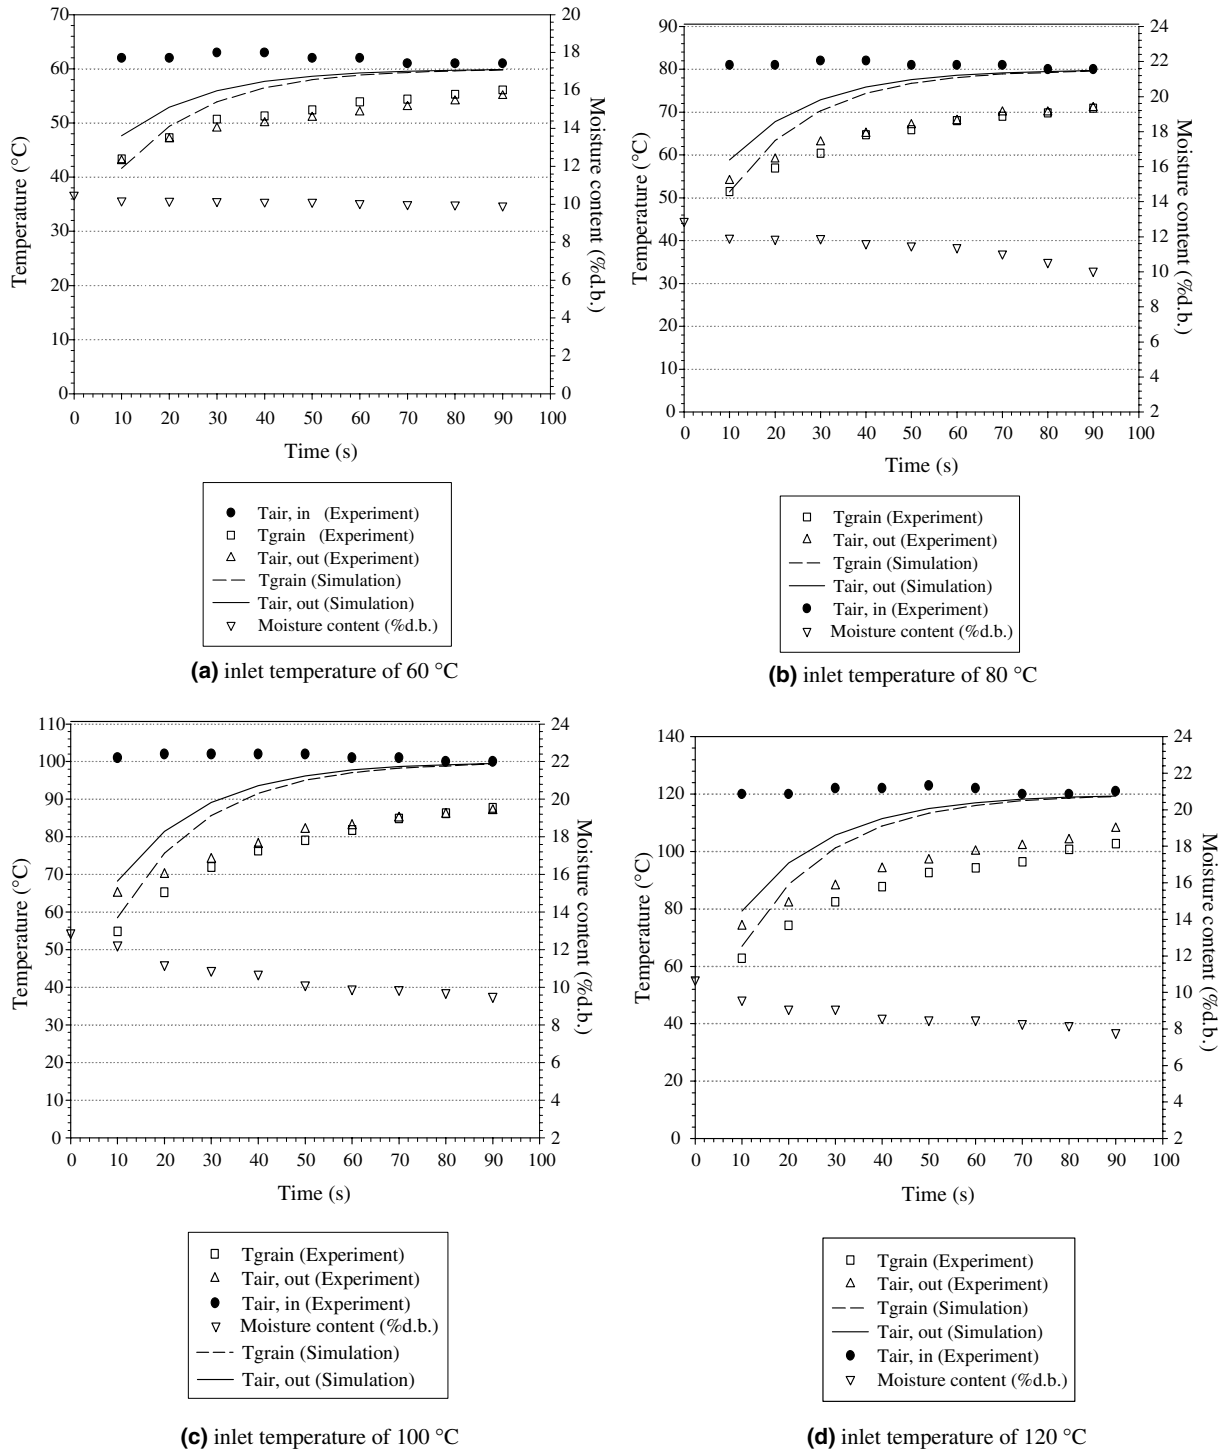 70
60
50
40
30
20
10
0
Temperature (°C)
20
18
16
14
12
10
8
6
4
2
0
Moisture content (%d.b.)
0 10 20 30 40 50 60 70 80 90 100
Time (s)
Tair, in (Experiment)
Tgrain (Experiment)
Tair, out (Experiment)
Tgrain (Simulation)
Tair, out (Simulation)
Moisture content (%d.b.)
(a) inlet temperature of 60 °C
90
80
70
60
50
40
30
20
10
0
Temperature (°C)
24
22
20
18
16
14
12
10
8
6
4
2
Moisture content (%d.b.)
0 10 20 30 40 50 60 70 80 90 100
Time (s)
Tgrain (Experiment)
Tair, out (Experiment)
Tgrain (Simulation)
Tair, out (Simulation)
Tair, in (Experiment)
Moisture content (%d.b.)
(b) inlet temperature of 80 °C
110
100
90
80
70
60
50
40
30
20
10
0
Temperature (°C)
24
22
20
18
16
14
12
10
8
6
4
2
Moisture content (%d.b.)
0 10 20 30 40 50 60 70 80 90 100
Time (s)
Tgrain (Experiment)
Tair, out (Experiment)
Tair, in (Experiment)
Moisture content (%d.b.)
Tgrain (Simulation)
Tair, out (Simulation)
(c) inlet temperature of 100 °C
140
120
100
80
60
40
20
0
Temperature (°C)
24
22
20
18
16
14
12
10
8
6
4
2
Moisture content (%d.b.)
0 10 20 30 40 50 60 70 80 90 100
Time (s)
Tgrain (Experiment)
Tair, out (Experiment)
Tgrain (Simulation)
Tair, out (Simulation)
Tair, in (Experiment)
Moisture content (%d.b.)
(d) inlet temperature of 120 °C